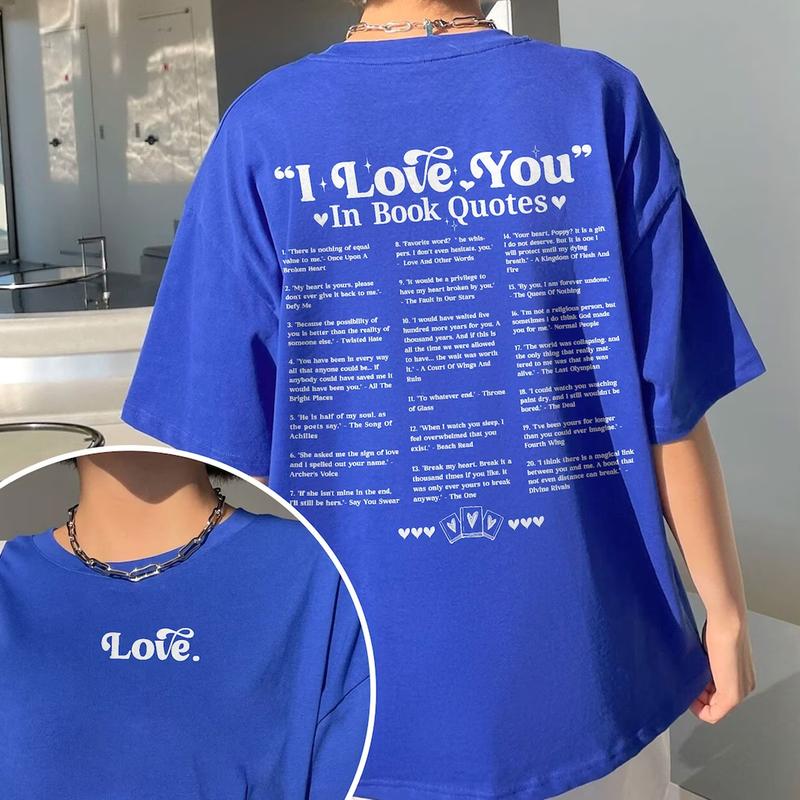 “I Love You”
In Book Quotes
1. 'There is nothing of equal
value to me.'- Once Upon A
Broken Heart
2. 'My heart is yours, please
don't ever give it back to me.'-
Defy Me
3. 'Because the possibility of
you is better than the reality of
someone else.' - Twisted Hate
4. 'You have been in every way
all that anyone could be... if
anybody could have saved me it
would have been you.' - All The
Bright Places
5. 'He is half of my soul, as
the poets say.' - The Song Of
Achilles
6. 'She asked me the sign of love
and i spelled out your name.' -
Archer's Voice
7. 'If she isn't mine in the end,
I'll still be hers.'- Say You Swear
8. 'Favorite word? ' he whis-
pers. I don't even hesitate. you.'
- Love And Other Words
9. 'It would be a privilege to
have my heart broken by you.'
- The Fault In Our Stars
10. 'I would have waited five
hundred more years for you. A
thousand years. And if this is
all the time we were allowed
to have... the wait was worth
it.' - A Court Of Wings And
Ruin
11. 'To whatever end.' - Throne
of Glass
12. 'When I watch you sleep, I
feel overwhelmed that you
exist.' - Beach Read
13. 'Break my heart. Break it a
thousand times if you like. it
was only ever yours to break
anyway.' - The One
14. 'Your heart, Poppy? It is a gift
I do not deserve. But it is one I
will protect until my dying
breath.' - A Kingdom Of Flesh And
Fire
15. 'By you, I am forever undone.'
- The Queen Of Nothing
16. 'I'm not a religious person, but
sometimes I do think God made
you for me.'- Normal People
17. 'The world was collapsing, and
the only thing that really mat-
tered to me was that she was
alive.' - The Last Olympian
18. 'I could watch you watching
paint dry, and I still wouldn't be
bored.' - The Deal
19. 'I've been yours for longer
than you could ever imagine.' -
Fourth Wing
20. 'I think there is a magical link
between you and me. A bond that
not even distance can break.' -
Divine Rivals
Love.